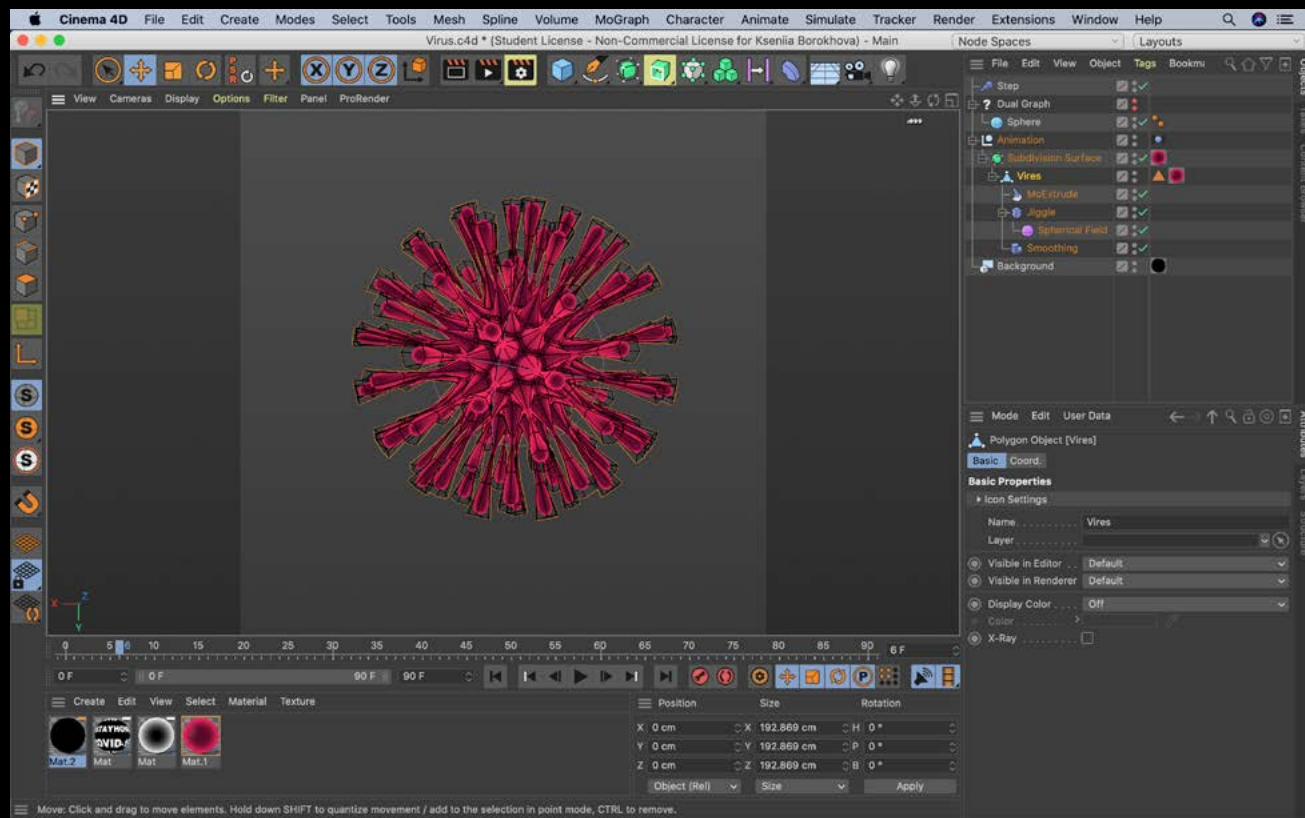 Cinema 4D File Edit Create Modes Select Tools Mesh Spline Volume MoGraph Character Animate Simulate Tracker Render Extensions Window Help
Virus.c4d * (Student License - Non-Commercial License for Kseniia Borokhova) - Main
Node Spaces Layouts
File Edit View Object Tags Bookmu
View Cameras Display Options Filter Panel ProRender
Step
? Dual Graph
Sphere
Animation
Subdivision Surface
Vires
MoExtrude
Jiggle
Spherical Field
Smoothing
Background
X Y Z
S
S
S
Mode Edit User Data
Polygon Object [Vires]
Basic Coord.
Basic Properties
Icon Settings
Name Vires
Layer
Visible in Editor Default
Visible in Renderer Default
Display Color Off
Color
X-Ray
X Z
Y
0 5 6 10 15 20 25 30 35 40 45 50 55 60 65 70 75 80 85 90 6 F
0 F 0 F 90 F 90 F P
Create Edit View Select Material Texture
Mat.2 Mat Mat Mat.1
Position Size Rotation
X 0 cm X 192.869 cm H 0 °
Y 0 cm Y 192.869 cm P 0 °
Z 0 cm Z 192.869 cm B 0 °
Object (Rel) Size Apply
Move: Click and drag to move elements. Hold down SHIFT to quantize movement / add to the selection in point mode, CTRL to remove.